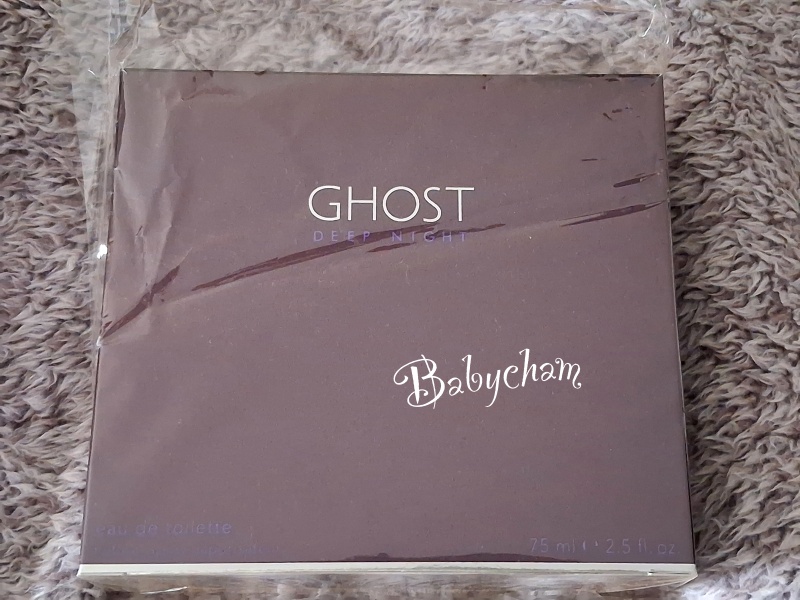 GHOST
DEEP NIGHT
Babycham
eau de toilette
75 ml e 2.5 fl. oz